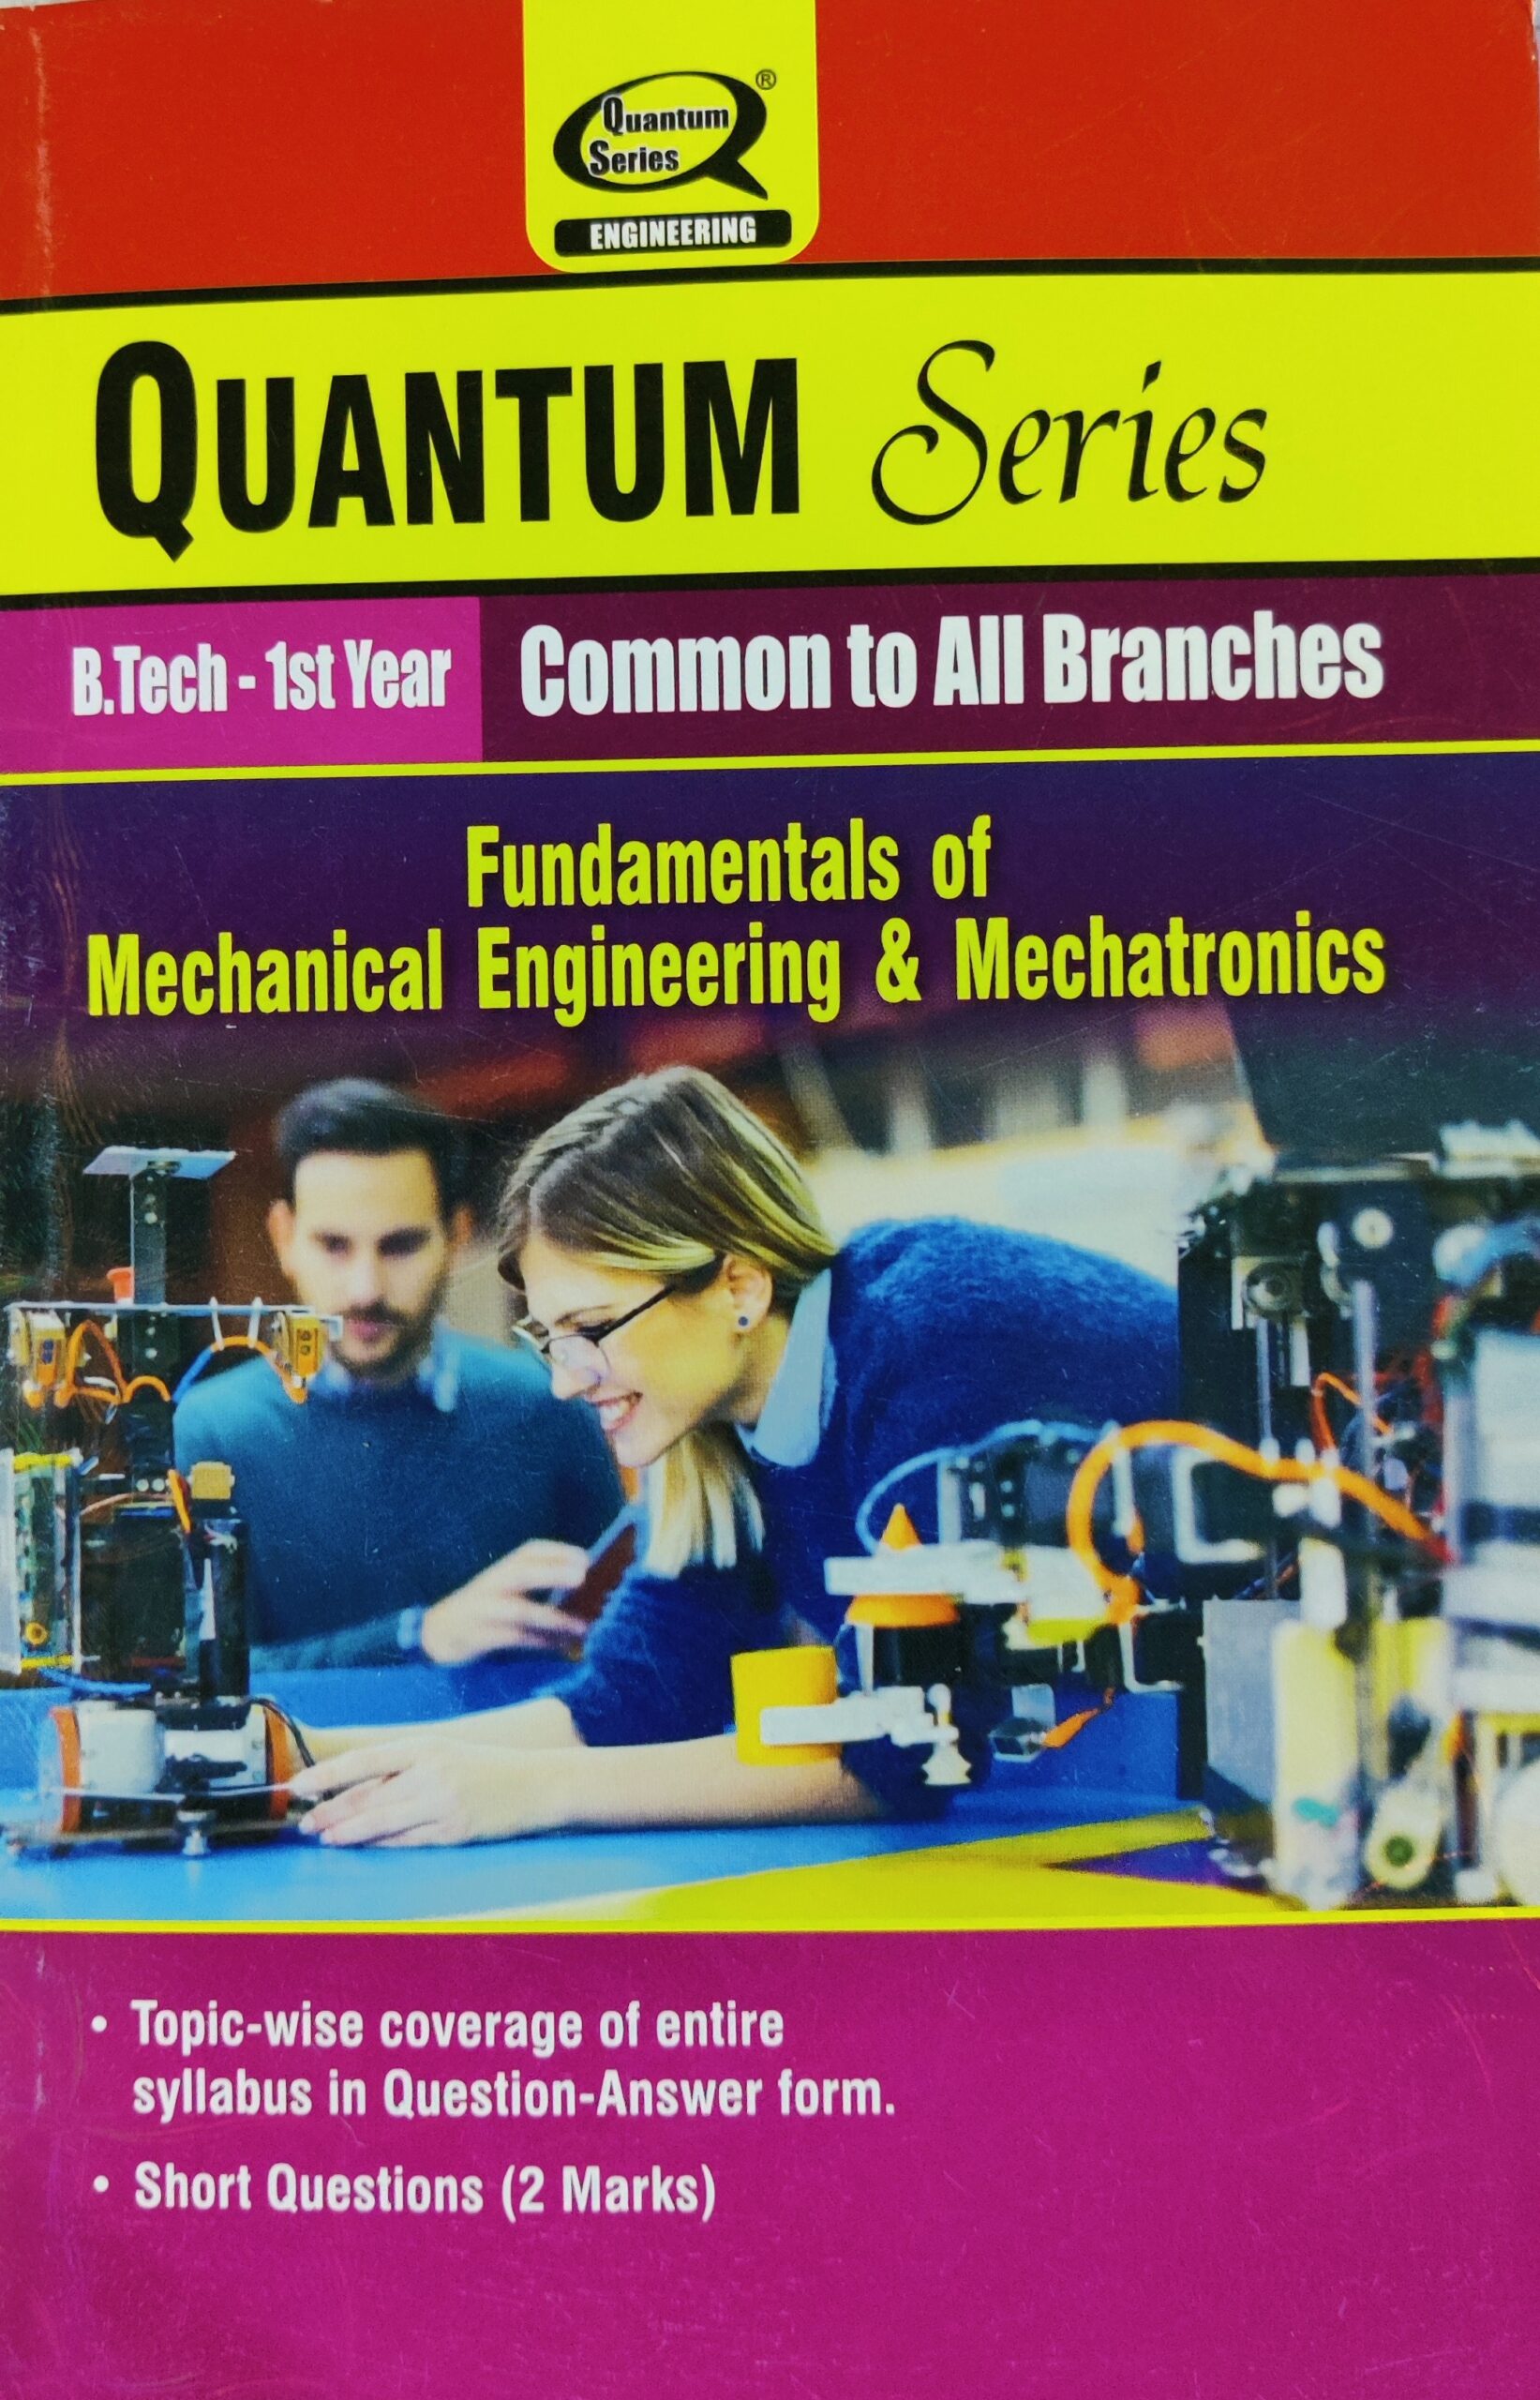 Quantum
Series
®
ENGINEERING
QUANTUM Series
B.Tech - 1st Year
Common to All Branches
Fundamentals of
Mechanical Engineering & Mechatronics
• Topic-wise coverage of entire
syllabus in Question-Answer form.
• Short Questions (2 Marks)